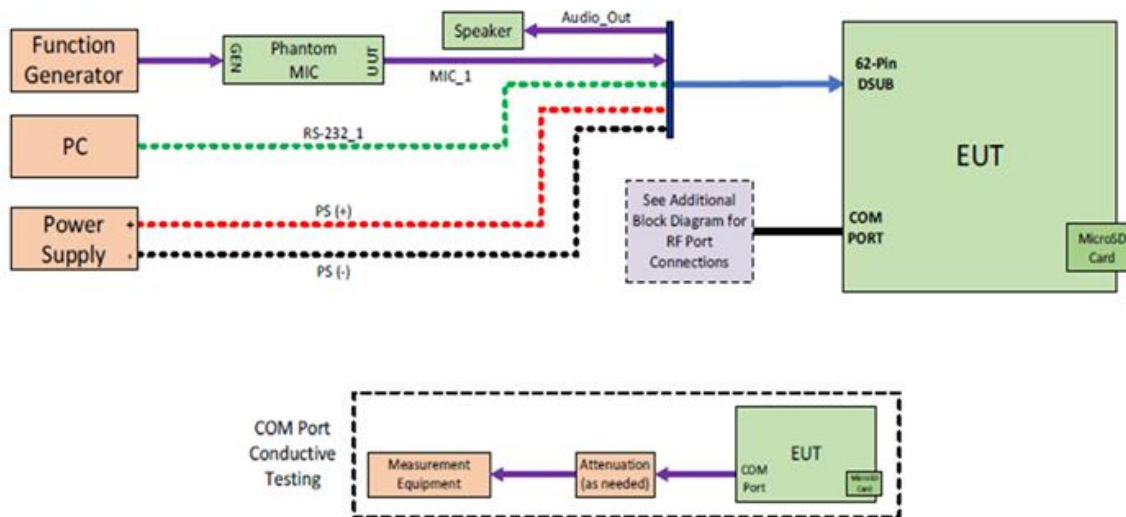 Function
Generator
GEN
Phantom
MIC
UUT
Speaker
Audio_Out
MIC_1
62-Pin
DSUB
EUT
PC
RS-232_1
Power
Supply
+
-
PS (+)
PS (-)
See Additional
Block Diagram for
RF Port
Connections
COM
PORT
MicroSD
Card
COM Port
Conductive
Testing
Measurement
Equipment
Attenuation
(as needed)
COM
Port
EUT
MicroSD
Card